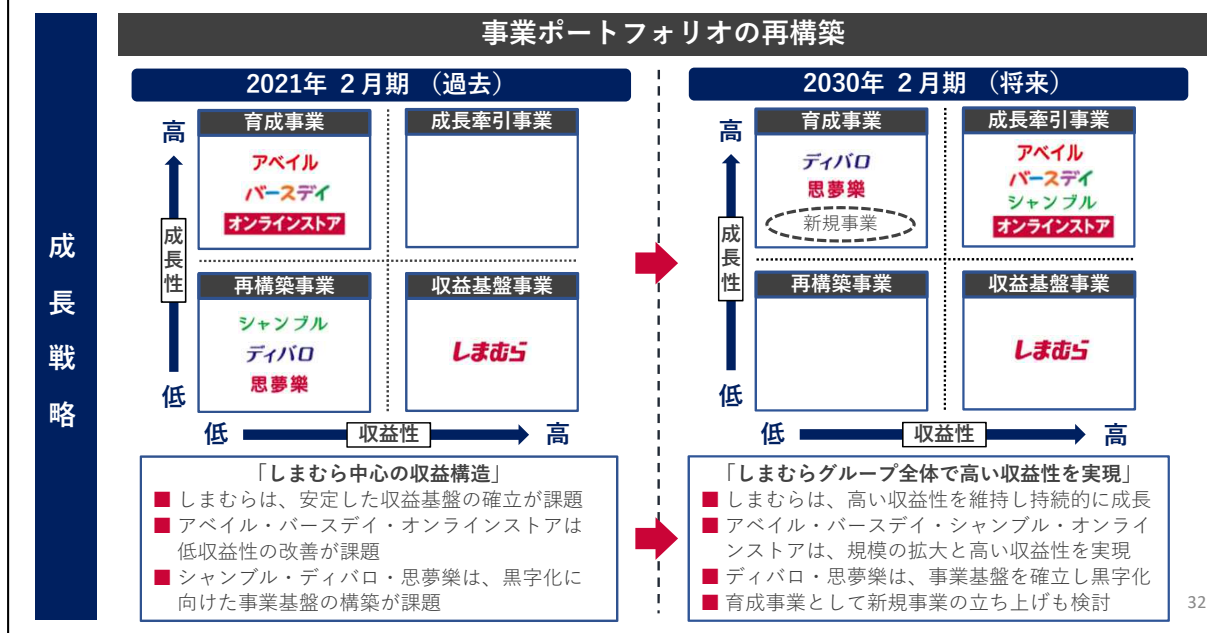 事業ポートフォリオの再構築
成長戦略
2021年 2月期 (過去)
高
成長性
低
育成事業
アベイル
バースデイ
オンラインストア
成長牽引事業
再構築事業
シャンブル
ディバロ
思夢樂
収益基盤事業
しまむら
低
収益性
高
「しまむら中心の収益構造」
■ しまむらは、安定した収益基盤の確立が課題
■ アベイル・バースデイ・オンラインストアは
低収益性の改善が課題
■ シャンブル・ディバロ・思夢樂は、黒字化に
向けた事業基盤の構築が課題
2030年 2月期 (将来)
高
成長性
低
育成事業
ディバロ
思夢樂
新規事業
成長牽引事業
アベイル
バースデイ
シャンブル
オンラインストア
再構築事業
収益基盤事業
しまむら
低
収益性
高
「しまむらグループ全体で高い収益性を実現」
■ しまむらは、高い収益性を維持し持続的に成長
■ アベイル・バースデイ・シャンブル・オンライ
ンストアは、規模の拡大と高い収益性を実現
■ ディバロ・思夢樂は、事業基盤を確立し黒字化
■ 育成事業として新規事業の立ち上げも検討
32